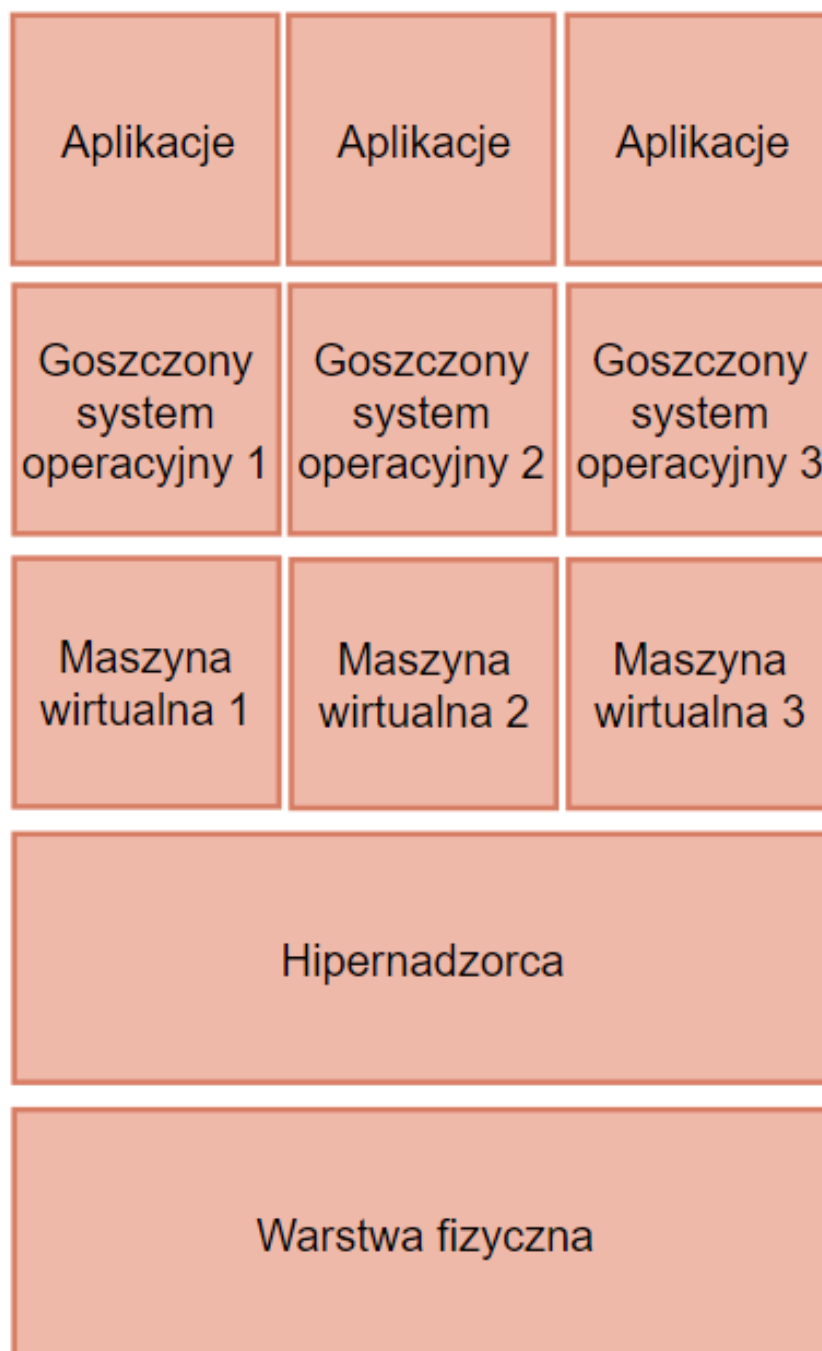 Aplikacje
Aplikacje
Aplikacje
Goszczony
system
operacyjny 1
Goszczony
system
operacyjny 2
Goszczony
system
operacyjny 3
Maszyna
wirtualna 1
Maszyna
wirtualna 2
Maszyna
wirtualna 3
Hipernadzorca
Warstwa fizyczna